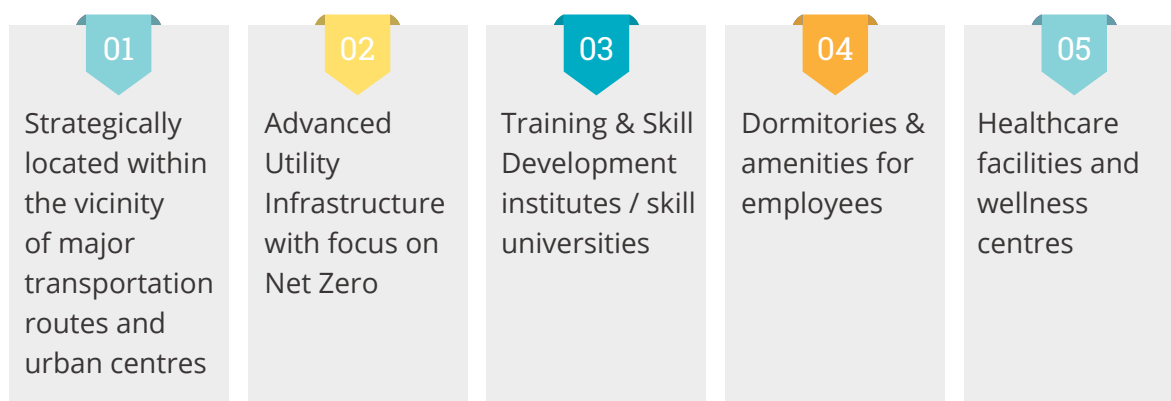 01
Strategically
located within
the vicinity
of major
transportation
routes and
urban centres
02
Advanced
Utility
Infrastructure
with focus on
Net Zero
03
Training & Skill
Development
institutes / skill
universities
04
Dormitories &
amenities for
employees
05
Healthcare
facilities and
wellness
centres